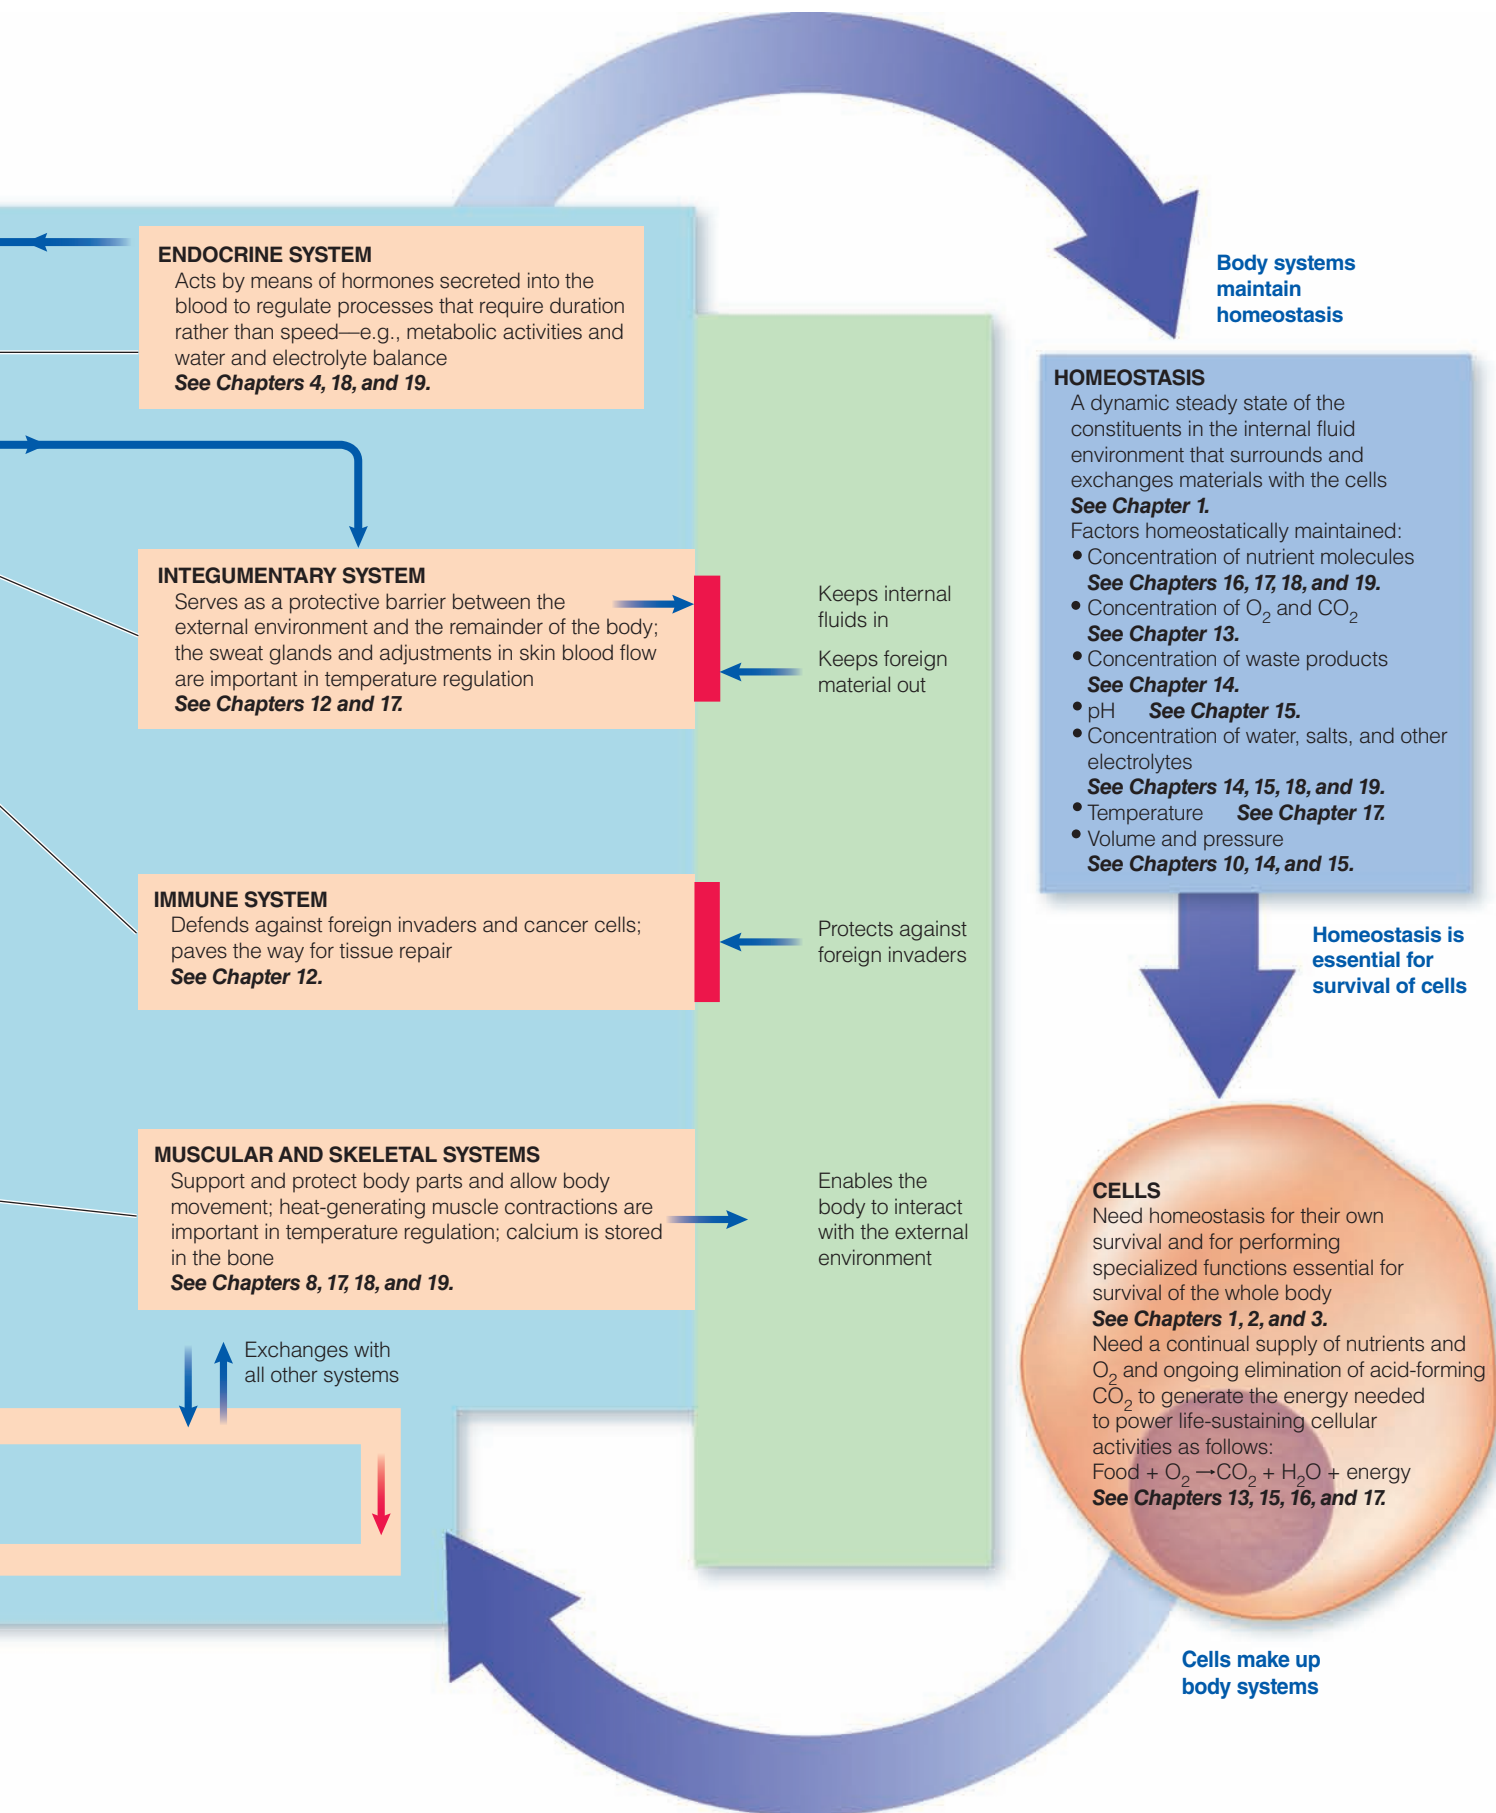 ENDOCRINE SYSTEM
Acts by means of hormones secreted into the
blood to regulate processes that require duration
rather than speed—e.g., metabolic activities and
water and electrolyte balance
See Chapters 4, 18, and 19.
INTEGUMENTARY SYSTEM
Serves as a protective barrier between the
external environment and the remainder of the body;
the sweat glands and adjustments in skin blood flow
are important in temperature regulation
See Chapters 12 and 17.
Keeps internal
fluids in
Keeps foreign
material out
IMMUNE SYSTEM
Defends against foreign invaders and cancer cells;
paves the way for tissue repair
See Chapter 12.
Protects against
foreign invaders
MUSCULAR AND SKELETAL SYSTEMS
Support and protect body parts and allow body
movement; heat-generating muscle contractions are
important in temperature regulation; calcium is stored
in the bone
See Chapters 8, 17, 18, and 19.
Enables the
body to interact
with the external
environment
Exchanges with
all other systems
Body systems
maintain
homeostasis
HOMEOSTASIS
A dynamic steady state of the
constituents in the internal fluid
environment that surrounds and
exchanges materials with the cells
See Chapter 1.
Factors homeostatically maintained:
• Concentration of nutrient molecules
See Chapters 16, 17, 18, and 19.
• Concentration of O₂ and CO₂
See Chapter 13.
• Concentration of waste products
See Chapter 14.
• pH See Chapter 15.
• Concentration of water, salts, and other
electrolytes
See Chapters 14, 15, 18, and 19.
• Temperature See Chapter 17.
• Volume and pressure
See Chapters 10, 14, and 15.
Homeostasis is
essential for
survival of cells
CELLS
Need homeostasis for their own
survival and for performing
specialized functions essential for
survival of the whole body
See Chapters 1, 2, and 3.
Need a continual supply of nutrients and
O₂ and ongoing elimination of acid-forming
CO₂ to generate the energy needed
to power life-sustaining cellular
activities as follows:
Food + O₂ → CO₂ + H₂O + energy
See Chapters 13, 15, 16, and 17.
Cells make up
body systems